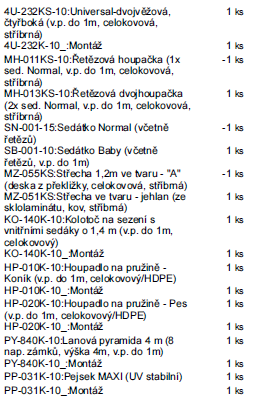 4U-232KS-10:Universal-dvojvěžová, 1 ks
čtyřboká (v.p. do 1m, celokovová,
stříbrná)
4U-232K-10_:Montáž 1 ks
MH-011KS-10:Řetězová houpačka (1x -1 ks
sed. Normal, v.p. do 1m, celokovová,
stříbrná)
MH-013KS-10:Řetězová dvojhoupačka 1 ks
(2x sed. Normal, v.p. do 1m, celokovová,
stříbrná)
SN-001-15:Sedátko Normal (včetně -1 ks
řetězů)
SB-001-10:Sedátko Baby (včetně 1 ks
řetězů, v.p. do 1m)
MZ-055KS:Střecha 1,2m ve tvaru - "A" -1 ks
(deska z překližky, celokovová, stříbrná)
MZ-051KS:Střecha ve tvaru - jehlan (ze 1 ks
sklolaminátu, kov, stříbrná)
KO-140K-10:Kolotoč na sezení s 1 ks
vnitřními sedáky o 1,4 m (v.p. do 1m,
celokovový)
KO-140K-10_:Montáž 1 ks
HP-010K-10:Houpadlo na pružině - 1 ks
Koník (v.p. do 1m, celokovový/HDPE)
HP-010K-10_:Montáž 1 ks
HP-020K-10:Houpadlo na pružině - Pes 1 ks
(v.p. do 1m, celokovový/HDPE)
HP-020K-10_:Montáž 1 ks
PY-840K-10:Lanová pyramida 4 m (8 1 ks
nap. zámků, výška 4m, v.p. do 1m)
PY-840K-10_:Montáž 1 ks
PP-031K-10:Pejsek MAXI (UV stabilní) 1 ks
PP-031K-10_:Montáž 1 ks